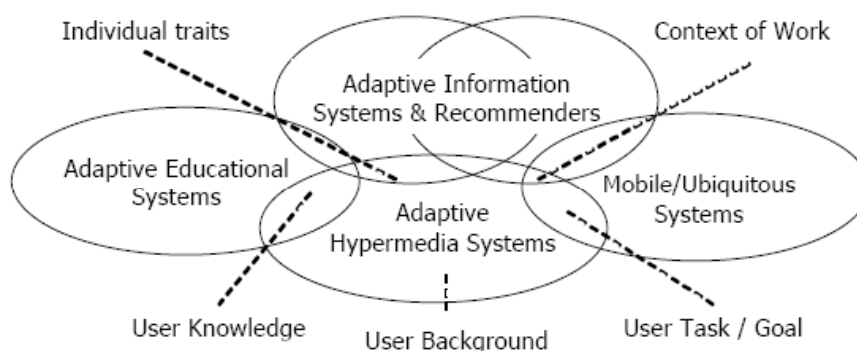 Individual traits
Context of Work
Adaptive Information
Systems & Recommenders
Adaptive Educational
Systems
Mobile/Ubiquitous
Systems
Adaptive
Hypermedia Systems
User Knowledge
User Background
User Task / Goal